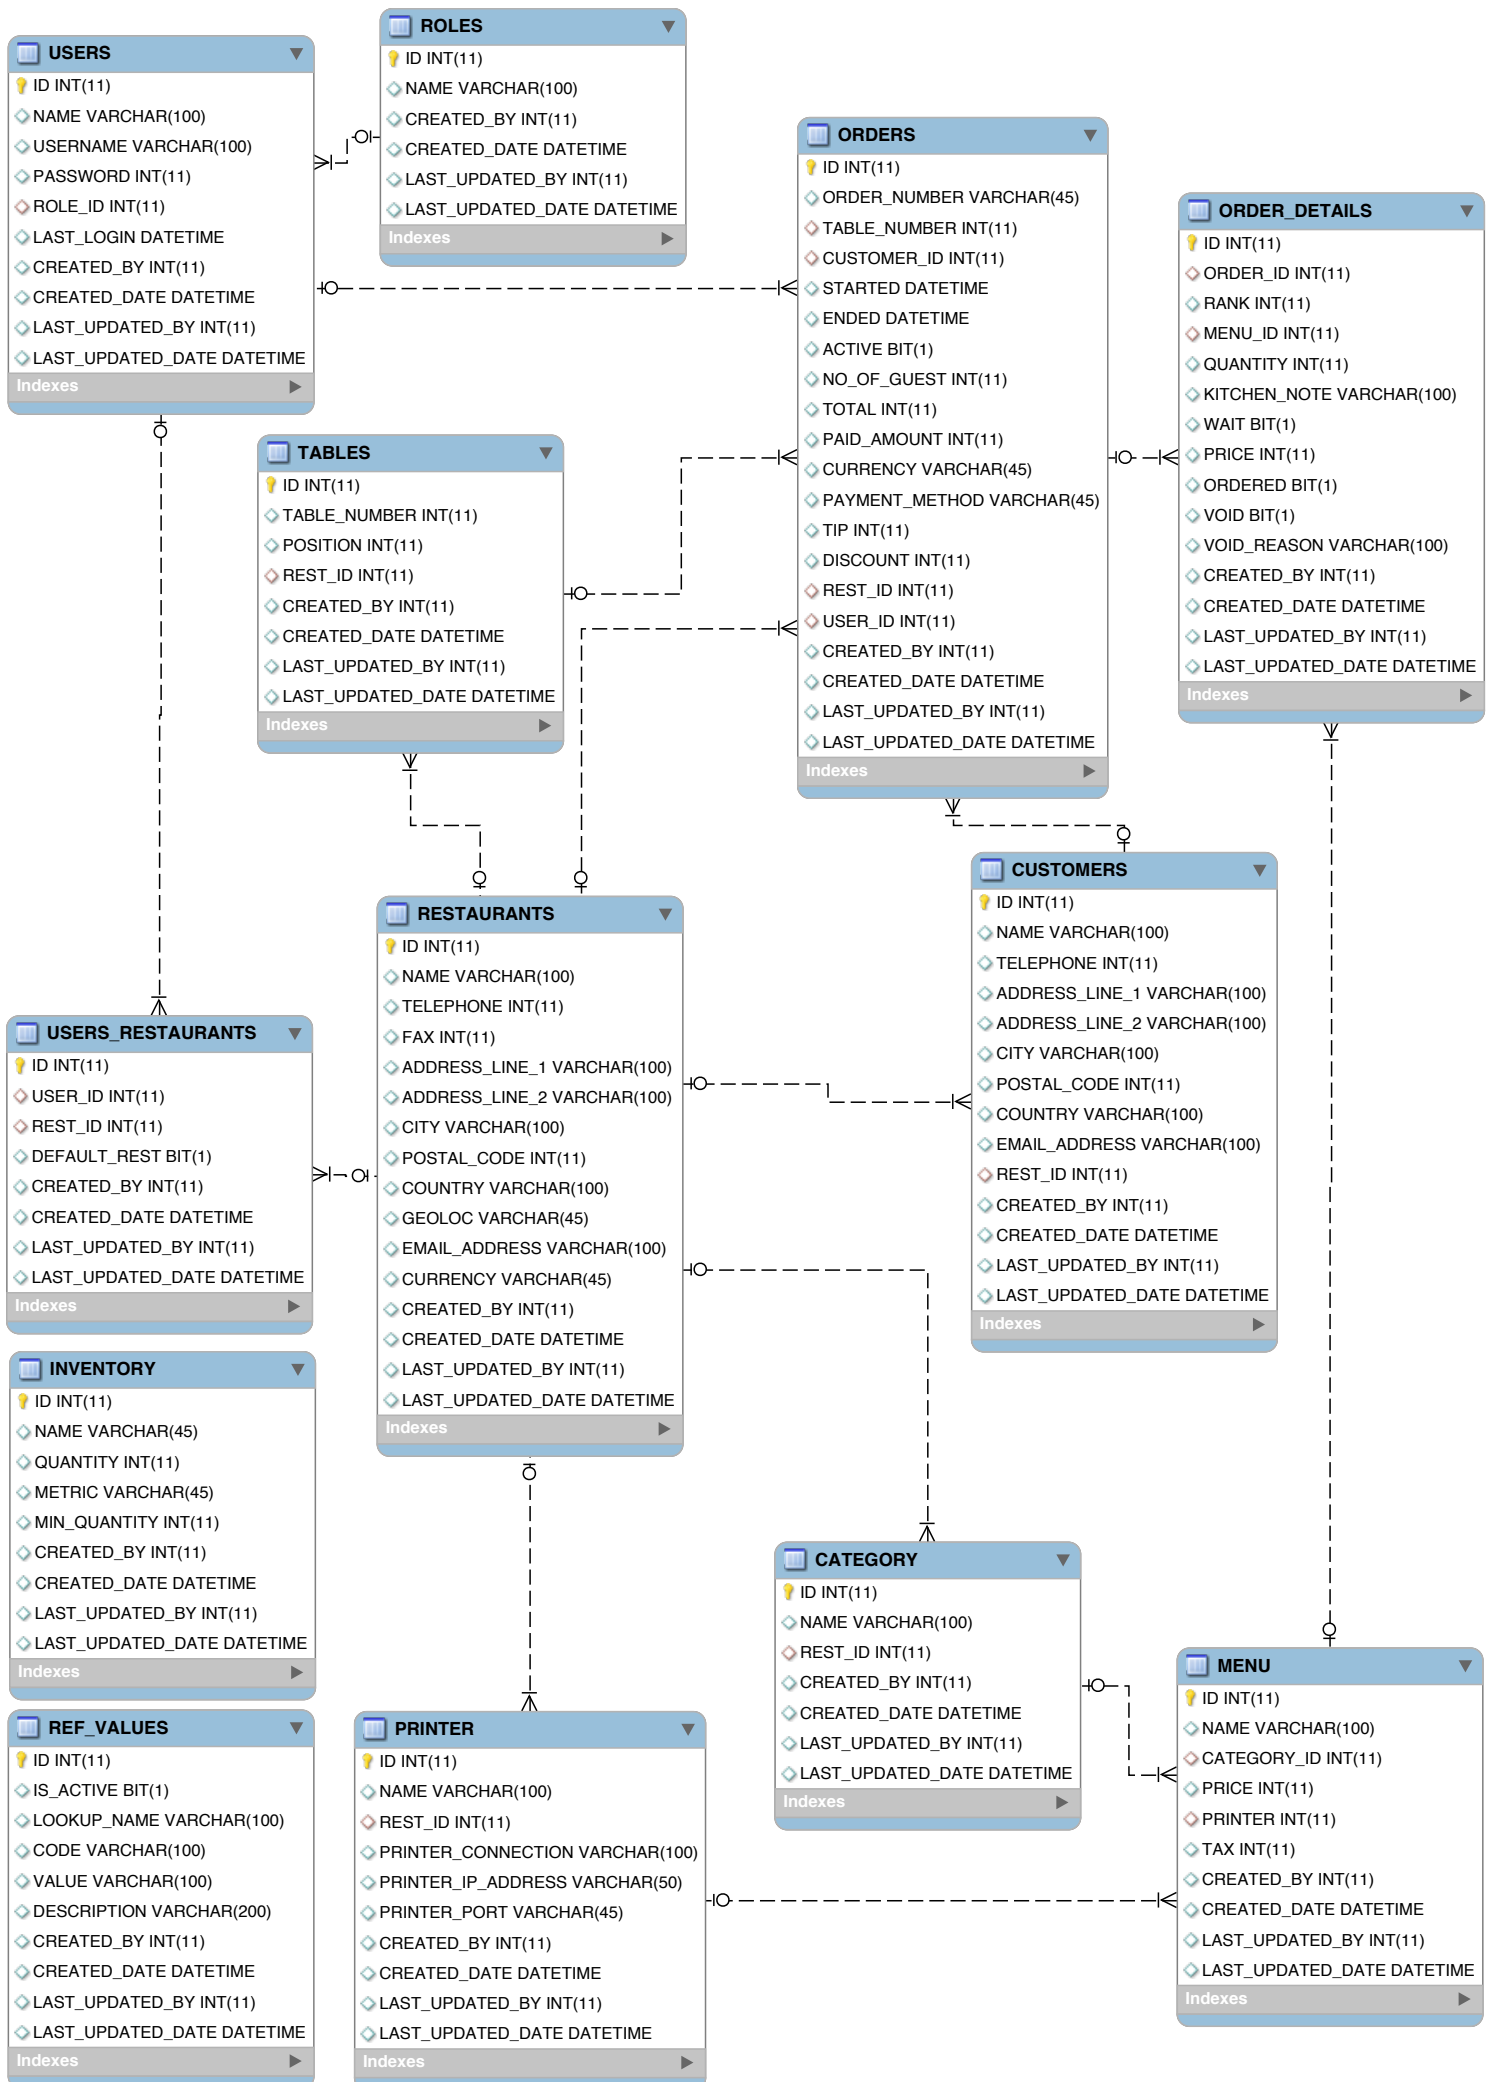 USERS
ID INT(11)
NAME VARCHAR(100)
USERNAME VARCHAR(100)
PASSWORD INT(11)
ROLE_ID INT(11)
LAST_LOGIN DATETIME
CREATED_BY INT(11)
CREATED_DATE DATETIME
LAST_UPDATED_BY INT(11)
LAST_UPDATED_DATE DATETIME
Indexes
ROLES
ID INT(11)
NAME VARCHAR(100)
CREATED_BY INT(11)
CREATED_DATE DATETIME
LAST_UPDATED_BY INT(11)
LAST_UPDATED_DATE DATETIME
Indexes
ORDERS
ID INT(11)
ORDER_NUMBER VARCHAR(45)
TABLE_NUMBER INT(11)
CUSTOMER_ID INT(11)
STARTED DATETIME
ENDED DATETIME
ACTIVE BIT(1)
NO_OF_GUEST INT(11)
TOTAL INT(11)
PAID_AMOUNT INT(11)
CURRENCY VARCHAR(45)
PAYMENT_METHOD VARCHAR(45)
TIP INT(11)
DISCOUNT INT(11)
REST_ID INT(11)
USER_ID INT(11)
CREATED_BY INT(11)
CREATED_DATE DATETIME
LAST_UPDATED_BY INT(11)
LAST_UPDATED_DATE DATETIME
Indexes
ORDER_DETAILS
ID INT(11)
ORDER_ID INT(11)
RANK INT(11)
MENU_ID INT(11)
QUANTITY INT(11)
KITCHEN_NOTE VARCHAR(100)
WAIT BIT(1)
PRICE INT(11)
ORDERED BIT(1)
VOID BIT(1)
VOID_REASON VARCHAR(100)
CREATED_BY INT(11)
CREATED_DATE DATETIME
LAST_UPDATED_BY INT(11)
LAST_UPDATED_DATE DATETIME
Indexes
TABLES
ID INT(11)
TABLE_NUMBER INT(11)
POSITION INT(11)
REST_ID INT(11)
CREATED_BY INT(11)
CREATED_DATE DATETIME
LAST_UPDATED_BY INT(11)
LAST_UPDATED_DATE DATETIME
Indexes
RESTAURANTS
ID INT(11)
NAME VARCHAR(100)
TELEPHONE INT(11)
FAX INT(11)
ADDRESS_LINE_1 VARCHAR(100)
ADDRESS_LINE_2 VARCHAR(100)
CITY VARCHAR(100)
POSTAL_CODE INT(11)
COUNTRY VARCHAR(100)
GEOLOC VARCHAR(45)
EMAIL_ADDRESS VARCHAR(100)
CURRENCY VARCHAR(45)
CREATED_BY INT(11)
CREATED_DATE DATETIME
LAST_UPDATED_BY INT(11)
LAST_UPDATED_DATE DATETIME
Indexes
CUSTOMERS
ID INT(11)
NAME VARCHAR(100)
TELEPHONE INT(11)
ADDRESS_LINE_1 VARCHAR(100)
ADDRESS_LINE_2 VARCHAR(100)
CITY VARCHAR(100)
POSTAL_CODE INT(11)
COUNTRY VARCHAR(100)
EMAIL_ADDRESS VARCHAR(100)
REST_ID INT(11)
CREATED_BY INT(11)
CREATED_DATE DATETIME
LAST_UPDATED_BY INT(11)
LAST_UPDATED_DATE DATETIME
Indexes
USERS_RESTAURANTS
ID INT(11)
USER_ID INT(11)
REST_ID INT(11)
DEFAULT_REST BIT(1)
CREATED_BY INT(11)
CREATED_DATE DATETIME
LAST_UPDATED_BY INT(11)
LAST_UPDATED_DATE DATETIME
Indexes
INVENTORY
ID INT(11)
NAME VARCHAR(45)
QUANTITY INT(11)
METRIC VARCHAR(45)
MIN_QUANTITY INT(11)
CREATED_BY INT(11)
CREATED_DATE DATETIME
LAST_UPDATED_BY INT(11)
LAST_UPDATED_DATE DATETIME
Indexes
CATEGORY
ID INT(11)
NAME VARCHAR(100)
REST_ID INT(11)
CREATED_BY INT(11)
CREATED_DATE DATETIME
LAST_UPDATED_BY INT(11)
LAST_UPDATED_DATE DATETIME
Indexes
MENU
ID INT(11)
NAME VARCHAR(100)
CATEGORY_ID INT(11)
PRICE INT(11)
PRINTER INT(11)
TAX INT(11)
CREATED_BY INT(11)
CREATED_DATE DATETIME
LAST_UPDATED_BY INT(11)
LAST_UPDATED_DATE DATETIME
Indexes
REF_VALUES
ID INT(11)
IS_ACTIVE BIT(1)
LOOKUP_NAME VARCHAR(100)
CODE VARCHAR(100)
VALUE VARCHAR(100)
DESCRIPTION VARCHAR(200)
CREATED_BY INT(11)
CREATED_DATE DATETIME
LAST_UPDATED_BY INT(11)
LAST_UPDATED_DATE DATETIME
Indexes
PRINTER
ID INT(11)
NAME VARCHAR(100)
REST_ID INT(11)
PRINTER_CONNECTION VARCHAR(100)
PRINTER_IP_ADDRESS VARCHAR(50)
PRINTER_PORT VARCHAR(45)
CREATED_BY INT(11)
CREATED_DATE DATETIME
LAST_UPDATED_BY INT(11)
LAST_UPDATED_DATE DATETIME
Indexes